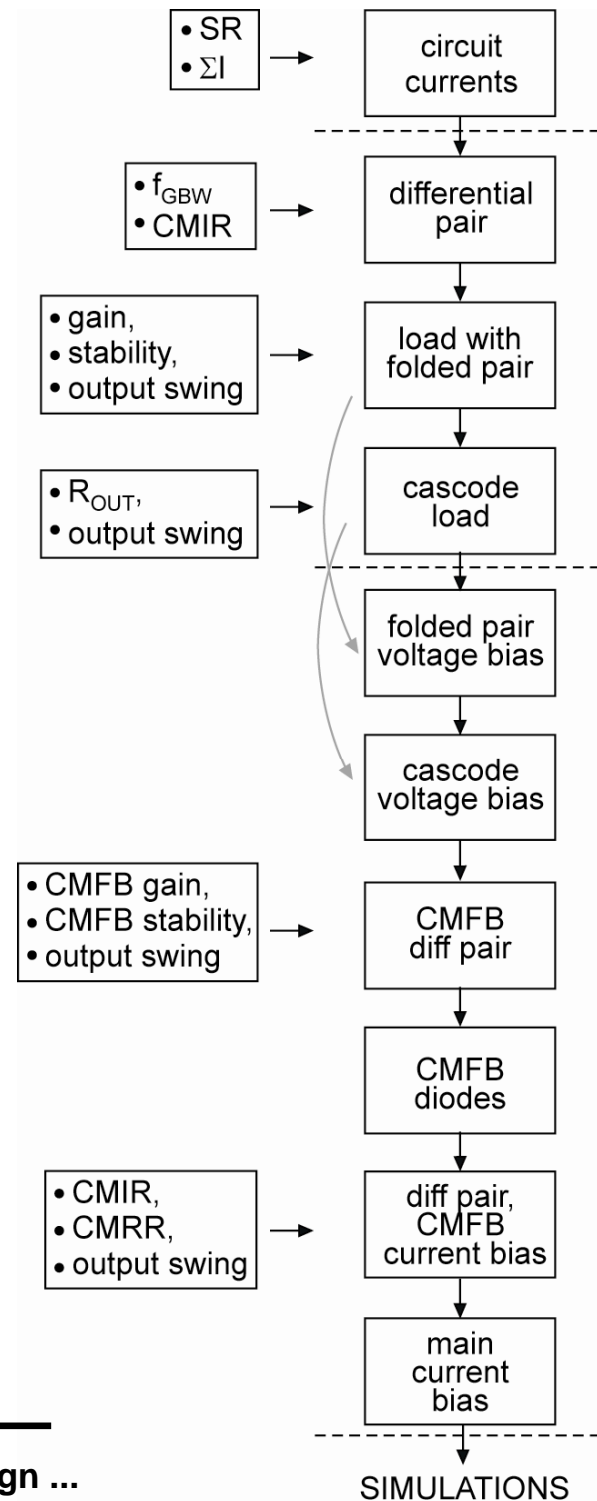 • SR
• ΣI
circuit
currents
• f_GBW
• CMIR
differential
pair
• gain,
• stability,
• output swing
load with
folded pair
• R_OUT,
• output swing
cascode
load
folded pair
voltage bias
cascode
voltage bias
• CMFB gain,
• CMFB stability,
• output swing
CMFB
diff pair
CMFB
diodes
• CMIR,
• CMRR,
• output swing
diff pair,
CMFB
current bias
main
current
bias
gn ...
SIMULATIONS